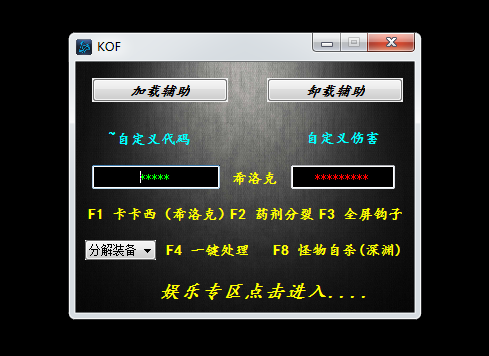 KOF
加载辅助 卸载辅助
~自定义代码 自定义伤害
***** 希洛克 *********
F1 卡卡西（希洛克）F2 药剂分裂 F3 全屏钩子
分解装备 F4 一键处理 F8 怪物自杀(深渊)
娱乐专区点击进入....